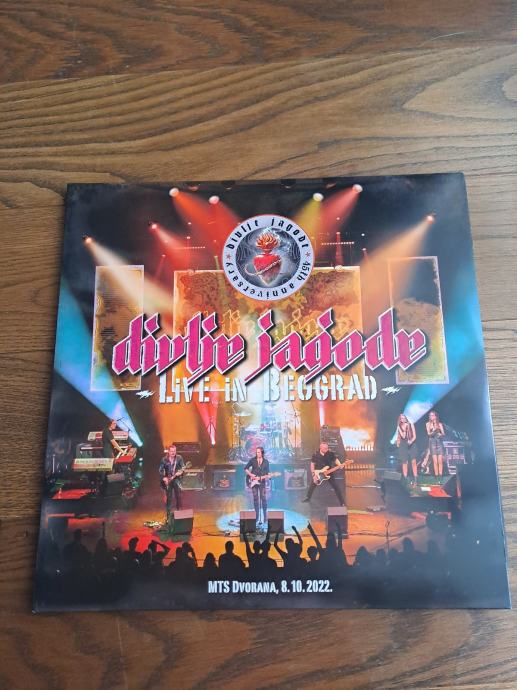 divlje jagode
45th anniversary
divlje jagode
Live in Beograd
MTS Dvorana, 8.10.2022.